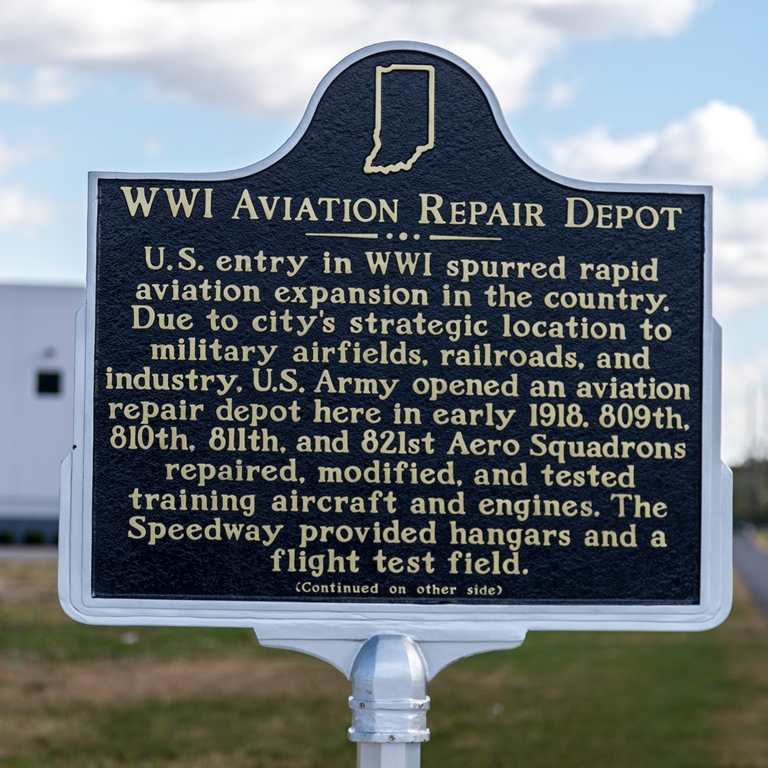 WWI AVIATION REPAIR DEPOT
U.S. entry in WWI spurred rapid
aviation expansion in the country.
Due to city's strategic location to
military airfields, railroads, and
industry, U.S. Army opened an aviation
repair depot here in early 1918. 809th,
810th, 811th, and 821st Aero Squadrons
repaired, modified, and tested
training aircraft and engines. The
Speedway provided hangars and a
flight test field.
(Continued on other side)